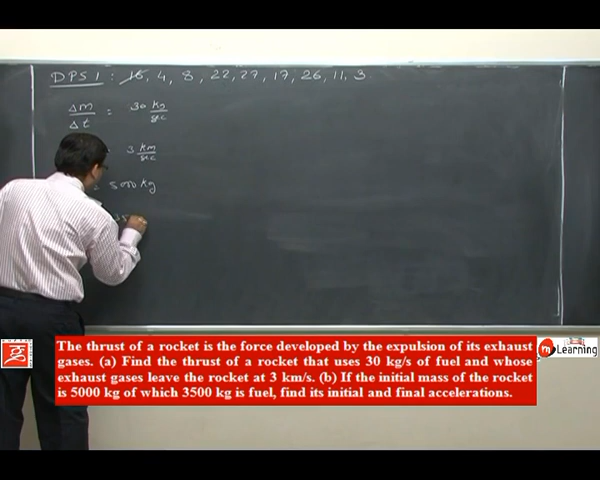 DPS 1 : 16, 4, 8, 22, 27, 17, 26, 11, 3
Δm/Δt = 30 kg/sec
= 3 km/sec
= 5000 kg
35
The thrust of a rocket is the force developed by the expulsion of its exhaust
gases. (a) Find the thrust of a rocket that uses 30 kg/s of fuel and whose
exhaust gases leave the rocket at 3 km/s. (b) If the initial mass of the rocket
is 5000 kg of which 3500 kg is fuel, find its initial and final accelerations.
Learning